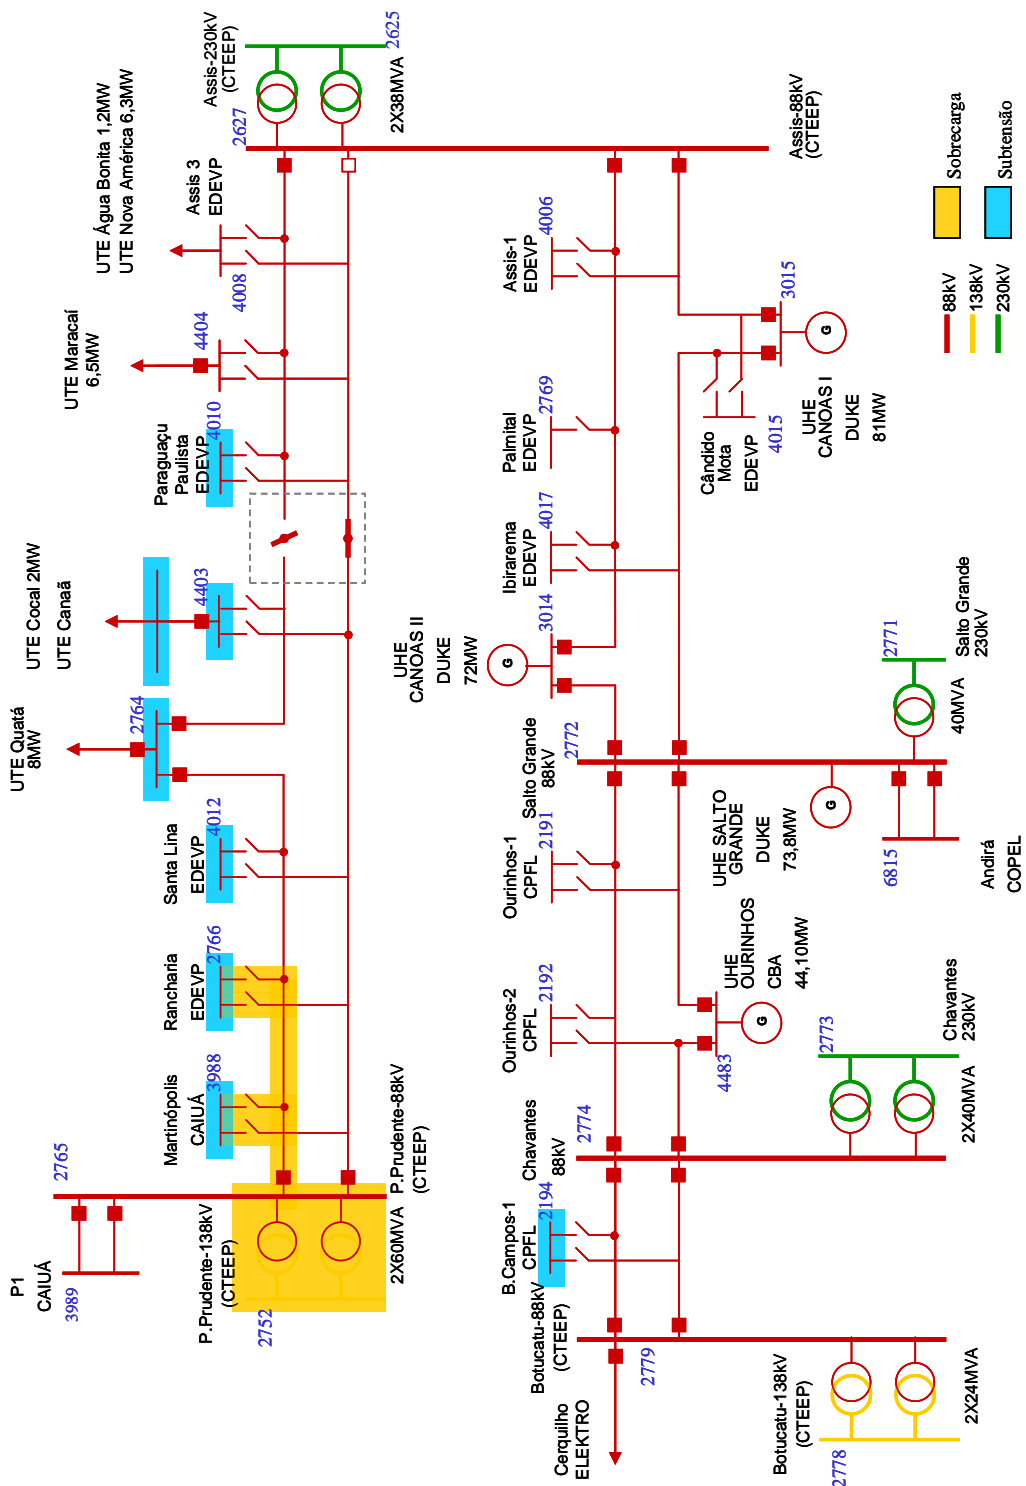 P1
CAIUÁ
3989
2765
P.Prudente-138kV
(CTEEP)
2752
2X60MVA
P.Prudente-88kV
(CTEEP)
Martinópolis
CAIUÁ
3988
Rancharia
EDEVP
2766
Santa Lina
EDEVP
4012
UTE Quatá
8MW
2764
UTE Cocal 2MW
UTE Canaã
4403
Paraguaçu
Paulista
EDEVP
4010
UTE Maracaí
6,5MW
4404
UTE Água Bonita 1,2MW
UTE Nova América 6,3MW
4008
Assis 3
EDEVP
2627
Assis-230kV
(CTEEP)
2625
2X38MVA
Assis-88kV
(CTEEP)
Cerquilho
ELEKTRO
Botucatu-88kV
(CTEEP)
2779
Botucatu-138kV
(CTEEP)
2778
2X24MVA
B.Campos-1
CPFL
2194
Chavantes
88kV
2774
2773
Chavantes
230kV
2X40MVA
Ourinhos-2
CPFL
2192
4483
UHE
OURINHOS
CBA
44,10MW
Ourinhos-1
CPFL
2191
Salto Grande
88kV
2772
UHE SALTO
GRANDE
DUKE
73,8MW
6815
Andirá
COPEL
2771
Salto Grande
230kV
40MVA
UHE
CANOAS II
DUKE
72MW
3014
G
G
G
G
Ibirarema
EDEVP
4017
Palmital
EDEVP
2769
Cândido
Mota
EDEVP
4015
UHE
CANOAS I
DUKE
81MW
3015
Assis-1
EDEVP
4006
88kV
138kV
230kV
Sobrecarga
Subtensão